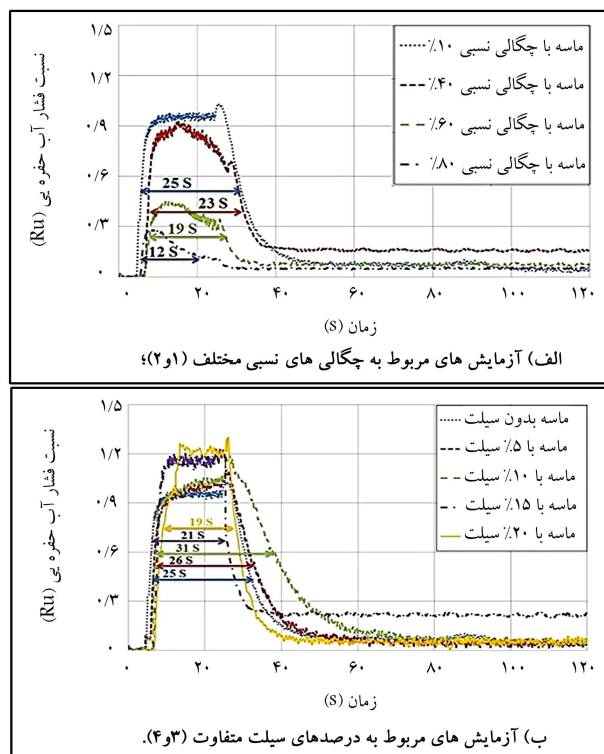 ۱/۵
۱/۲
۰/۹
۰/۶
۰/۳
۰
نسبت فشار آب حفره یی (Ru)
ماسه با چگالی نسبی ۱۰٪
ماسه با چگالی نسبی ۴۰٪
ماسه با چگالی نسبی ۶۰٪
ماسه با چگالی نسبی ۸۰٪
25 S
23 S
19 S
12 S
۰ ۲۰ ۴۰ ۶۰ ۸۰ ۱۰۰ ۱۲۰
زمان (S)
الف) آزمایش های مربوط به چگالی های نسبی مختلف (۱و۲)؛
۱/۵
۱/۲
۰/۹
۰/۶
۰/۳
۰
نسبت فشار آب حفره یی (Ru)
ماسه بدون سیلت
ماسه با ۵٪ سیلت
ماسه با ۱۰٪ سیلت
ماسه با ۱۵٪ سیلت
ماسه با ۲۰٪ سیلت
19 S
21 S
31 S
26 S
25 S
۰ ۲۰ ۴۰ ۶۰ ۸۰ ۱۰۰ ۱۲۰
زمان (S)
ب) آزمایش های مربوط به درصدهای سیلت متفاوت (۳و۴).